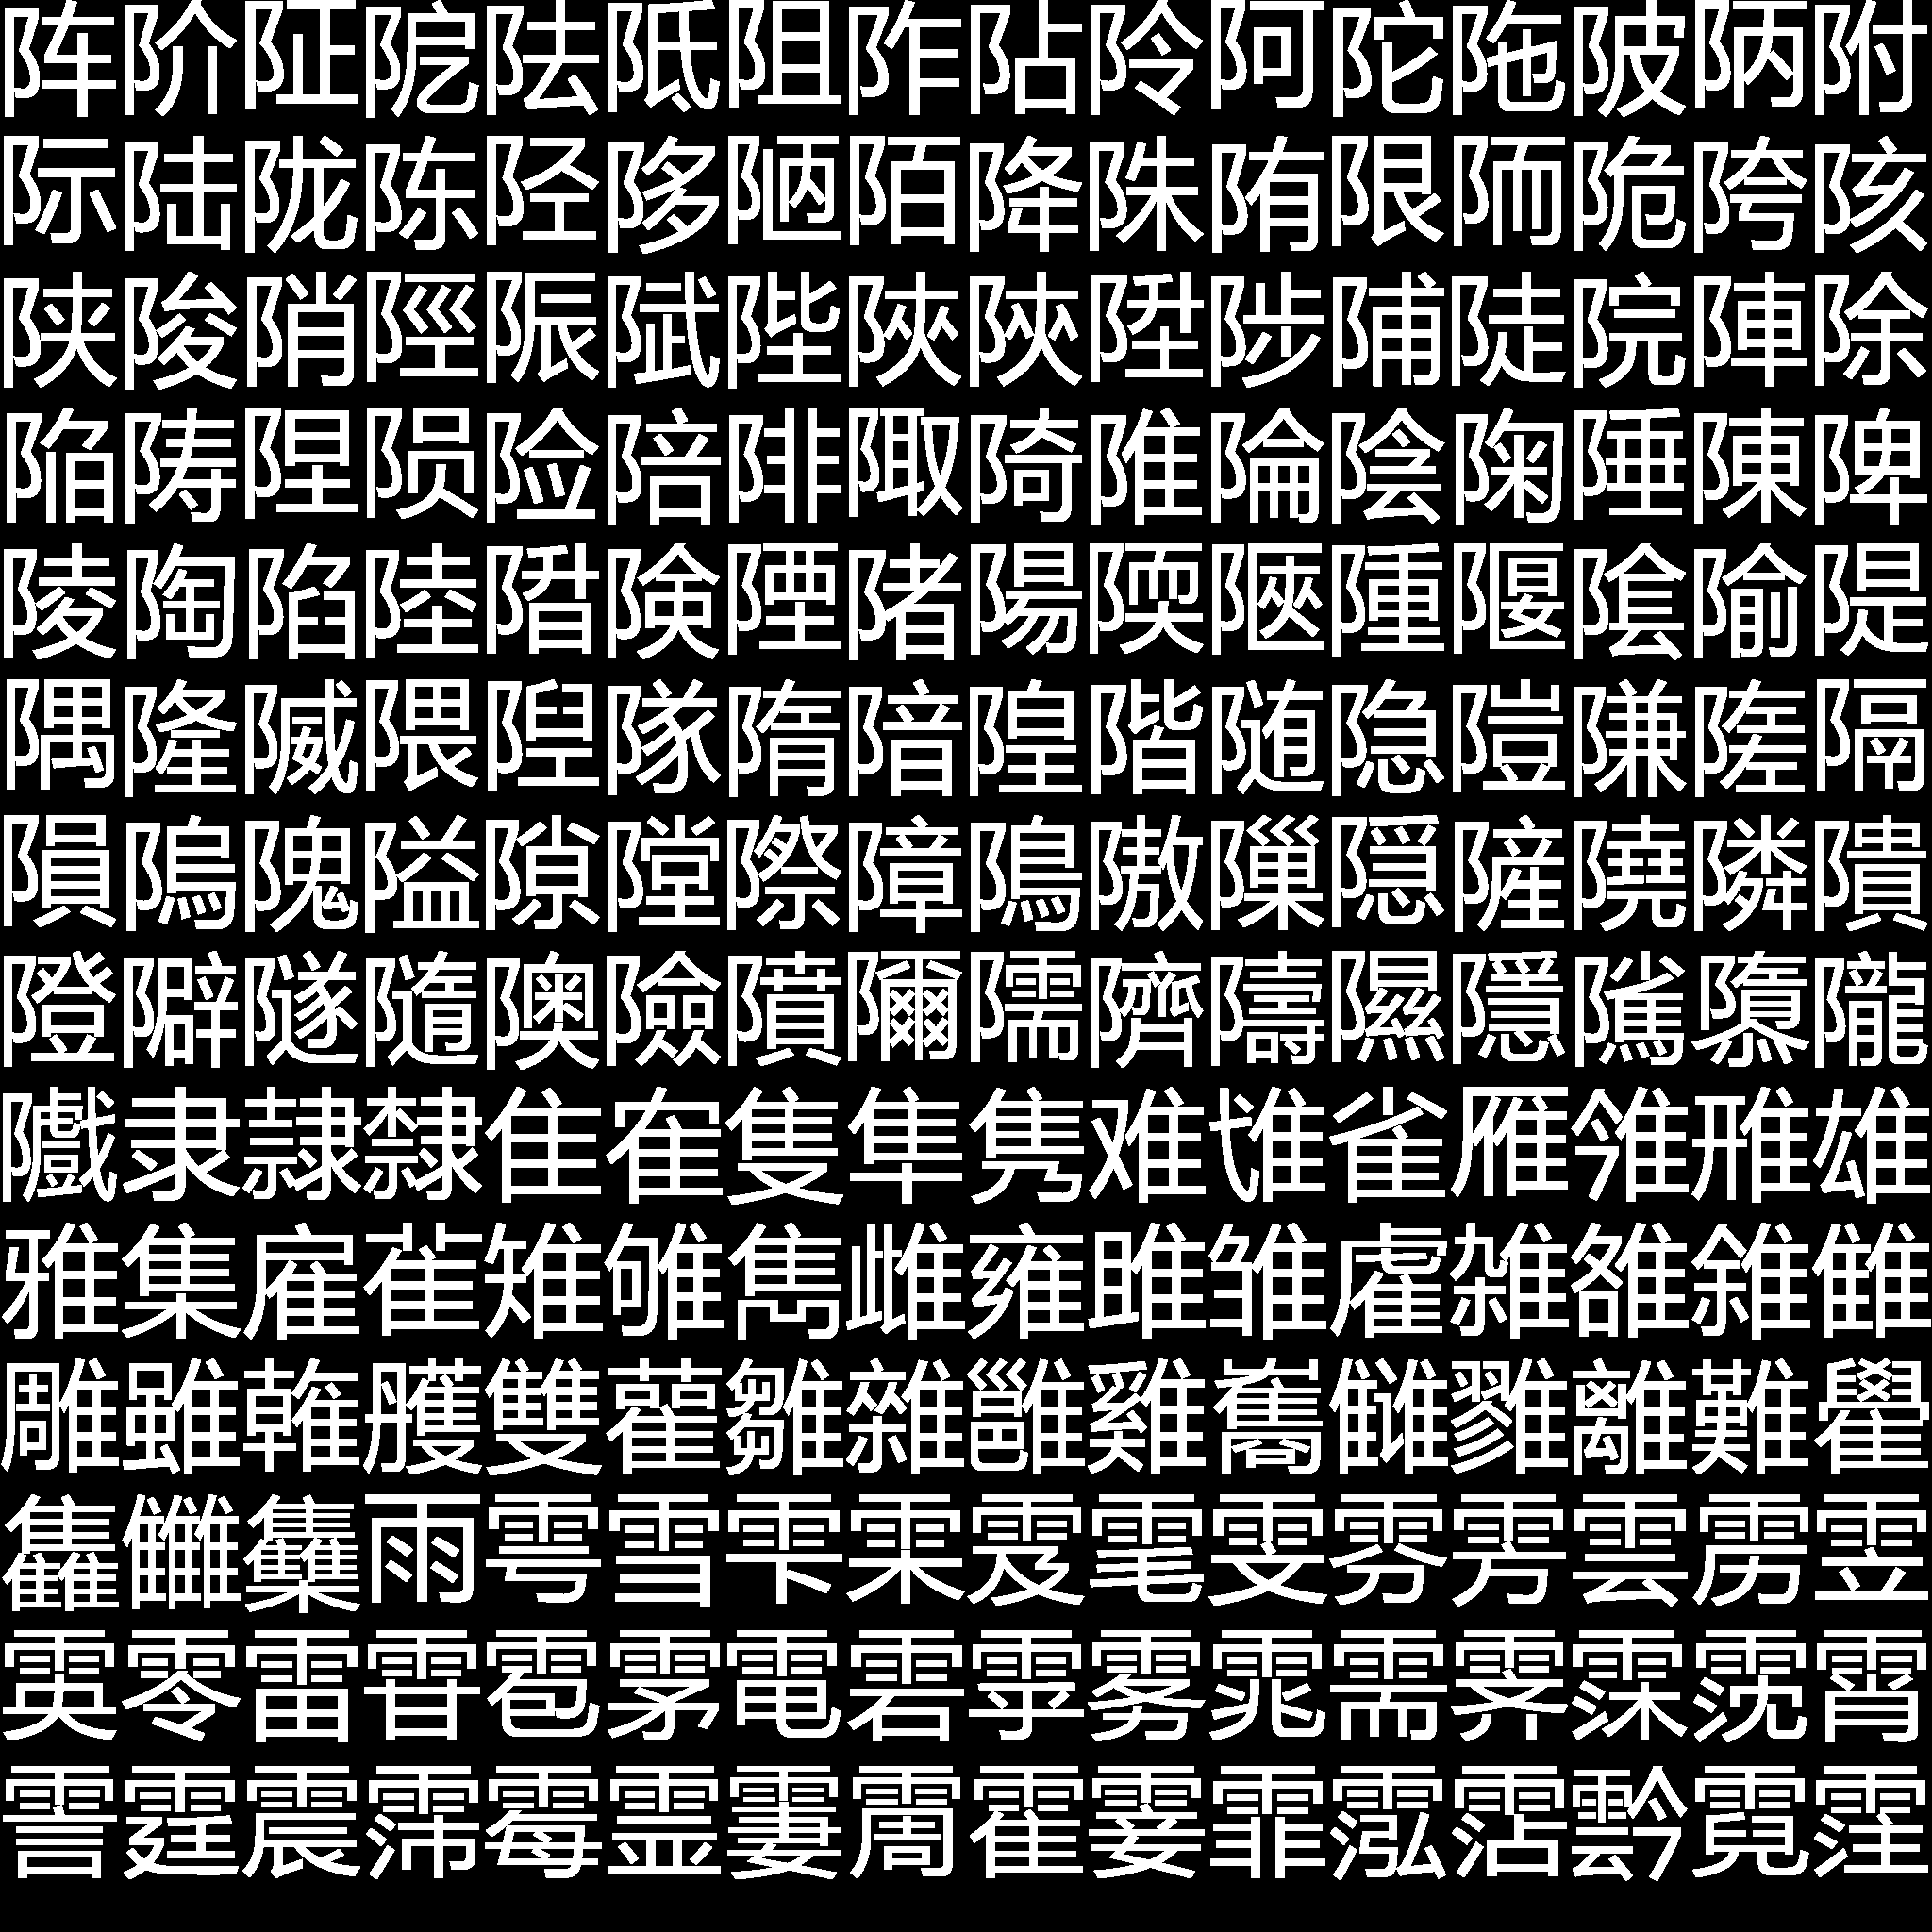 阵阶阷阸阹阺阻阼阽阾阿陀陁陂陃附
际陆陇陈陉陊陋陌降陎陏限陑陒陓陔
陕陖陗陘陙陚陛陜陝陞陟陠陡院陣除
陥陦陧陨险陪陫陬陭陮陯陰陱陲陳陴
陵陶陷陸陹険陻陼陽陾陿隀隁隂隃隄
隅隆隇隈隉隊隋隌隍階随隐隑隒隓隔
隕隖隗隘隙隚際障隝隞隟隠隡隢隣隤
隥隦隧隨隩險隫隬隭隮隯隰隱隲隳隴
隵隶隷隸隹隺隻隼隽难隿雀雁雂雃雄
雅集雇雈雉雊雋雌雍雎雏雐雑雒雓雔
雕雖雗雘雙雚雛雜雝雞雟雠雡離難雤
雥雦雧雨雩雪雫雬雭雮雯雰雱雲雳雴
雵零雷雸雹雺電雼雽雾雿需霁霂霃霄
霅霆震霈霉霊霋霌霍霎霏霐霑霒霓霔